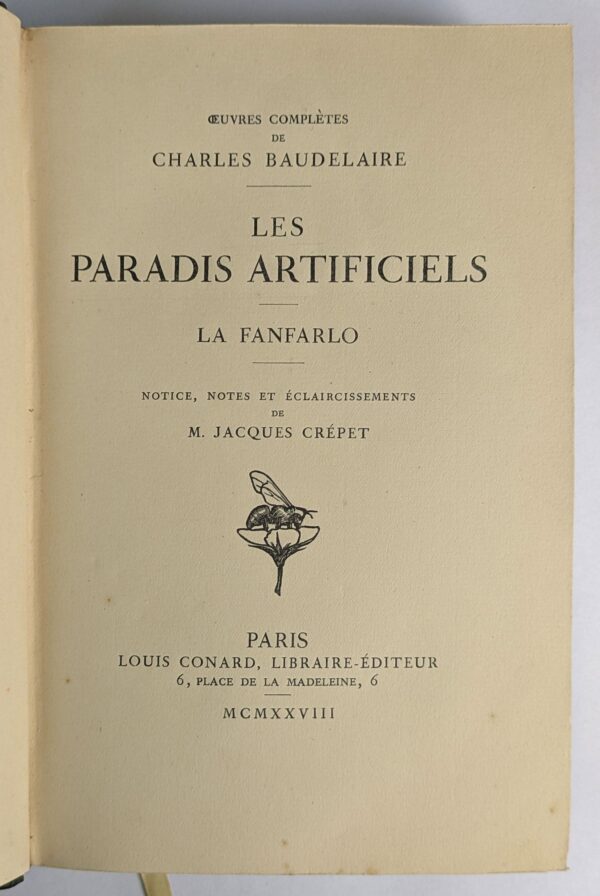 ŒUVRES COMPLÈTES
DE
CHARLES BAUDELAIRE
LES
PARADIS ARTIFICIELS
LA FANFARLO
NOTICE, NOTES ET ÉCLAIRCISSEMENTS
DE
M. JACQUES CRÉPET
PARIS
LOUIS CONARD, LIBRAIRE-ÉDITEUR
6, PLACE DE LA MADELEINE, 6
MCMXXVIII